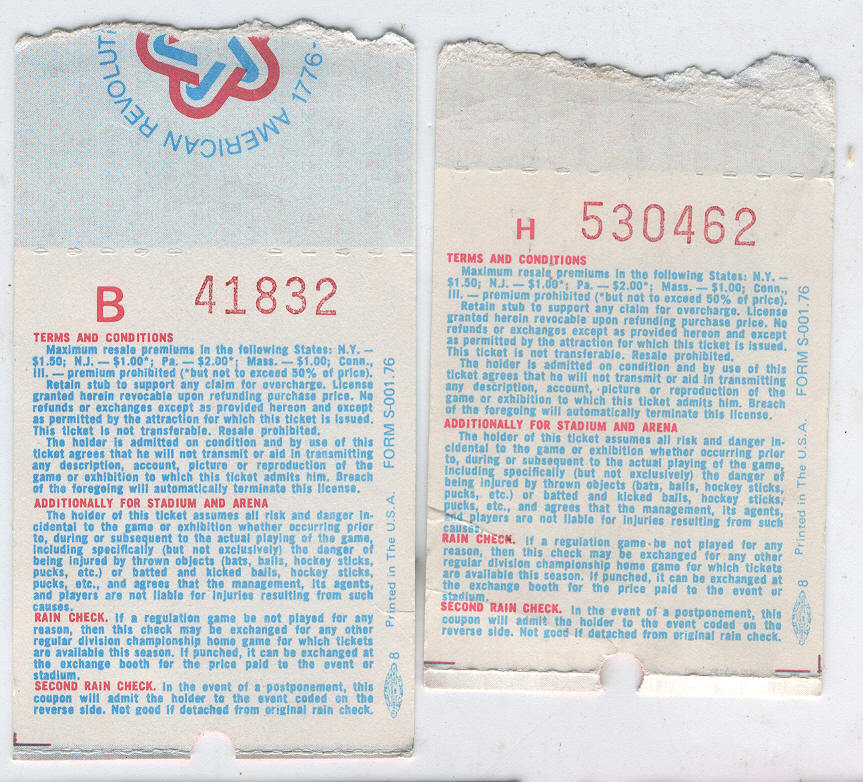 AMERICAN REVOLUTI
1776-
B 41832
TERMS AND CONDITIONS
Maximum resale premiums in the following States: N.Y. —
$1.50; N.J. — $1.00*; Pa. — $2.00*; Mass. — $1.00; Conn.,
Ill. — premium prohibited (*but not to exceed 50% of price).
Retain stub to support any claim for overcharge. License
granted herein revocable upon refunding purchase price. No
refunds or exchanges except as provided hereon and except
as permitted by the attraction for which this ticket is issued.
This ticket is not transferable. Resale prohibited.
The holder is admitted on condition and by use of this
ticket agrees that he will not transmit or aid in transmitting
any description, account, picture or reproduction of the
game or exhibition to which this ticket admits him. Breach
of the foregoing will automatically terminate this license.
ADDITIONALLY FOR STADIUM AND ARENA
The holder of this ticket assumes all risk and danger in-
cidental to the game or exhibition whether occurring prior
to, during or subsequent to the actual playing of the game,
including specifically (but not exclusively) the danger of
being injured by thrown objects (bats, balls, hockey sticks,
pucks, etc.) or batted and kicked balls, hockey sticks,
pucks, etc., and agrees that the management, its agents,
and players are not liable for injuries resulting from such
causes.
RAIN CHECK. If a regulation game be not played for any
reason, then this check may be exchanged for any other
regular division championship home game for which tickets
are available this season. If punched, it can be exchanged at
the exchange booth for the price paid to the event or
stadium.
SECOND RAIN CHECK. In the event of a postponement, this
coupon will admit the holder to the event coded on the
reverse side. Not good if detached from original rain check.
8 Printed in The U.S.A. FORM S-001.76
H 530462
TERMS AND CONDITIONS
Maximum resale premiums in the following States: N.Y. —
$1.50; N.J. — $1.00*; Pa. — $2.00*; Mass. — $1.00; Conn.,
Ill. — premium prohibited (*but not to exceed 50% of price).
Retain stub to support any claim for overcharge. License
granted herein revocable upon refunding purchase price. No
refunds or exchanges except as provided hereon and except
as permitted by the attraction for which this ticket is issued.
This ticket is not transferable. Resale prohibited.
The holder is admitted on condition and by use of this
ticket agrees that he will not transmit or aid in transmitting
any description, account, picture or reproduction of the
game or exhibition to which this ticket admits him. Breach
of the foregoing will automatically terminate this license.
ADDITIONALLY FOR STADIUM AND ARENA
The holder of this ticket assumes all risk and danger in-
cidental to the game or exhibition whether occurring prior
to, during or subsequent to the actual playing of the game,
including specifically (but not exclusively) the danger of
being injured by thrown objects (bats, balls, hockey sticks,
pucks, etc.) or batted and kicked balls, hockey sticks,
pucks, etc., and agrees that the management, its agents,
and players are not liable for injuries resulting from such
causes.
RAIN CHECK. If a regulation game be not played for any
reason, then this check may be exchanged for any other
regular division championship home game for which tickets
are available this season. If punched, it can be exchanged at
the exchange booth for the price paid to the event or
stadium.
SECOND RAIN CHECK. In the event of a postponement, this
coupon will admit the holder to the event coded on the
reverse side. Not good if detached from original rain check.
8 Printed in The U.S.A. FORM S-001.76